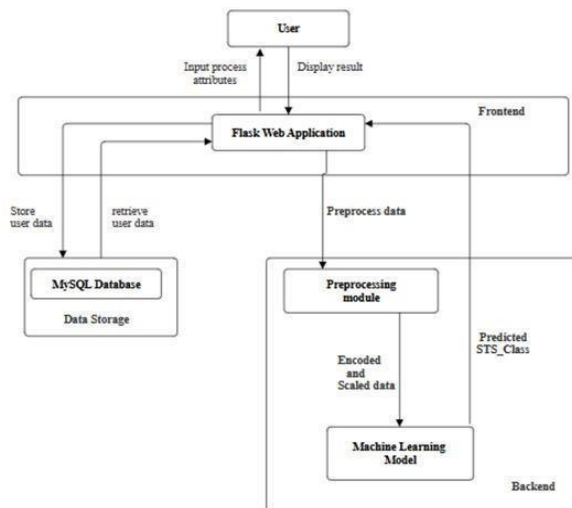 User
Input process
attributes
Display result
Frontend
Flask Web Application
Store
user data
retrieve
user data
Preprocess data
MySQL Database
Data Storage
Preprocessing
module
Predicted
STS_Class
Encoded
and
Scaled data
Machine Learning
Model
Backend